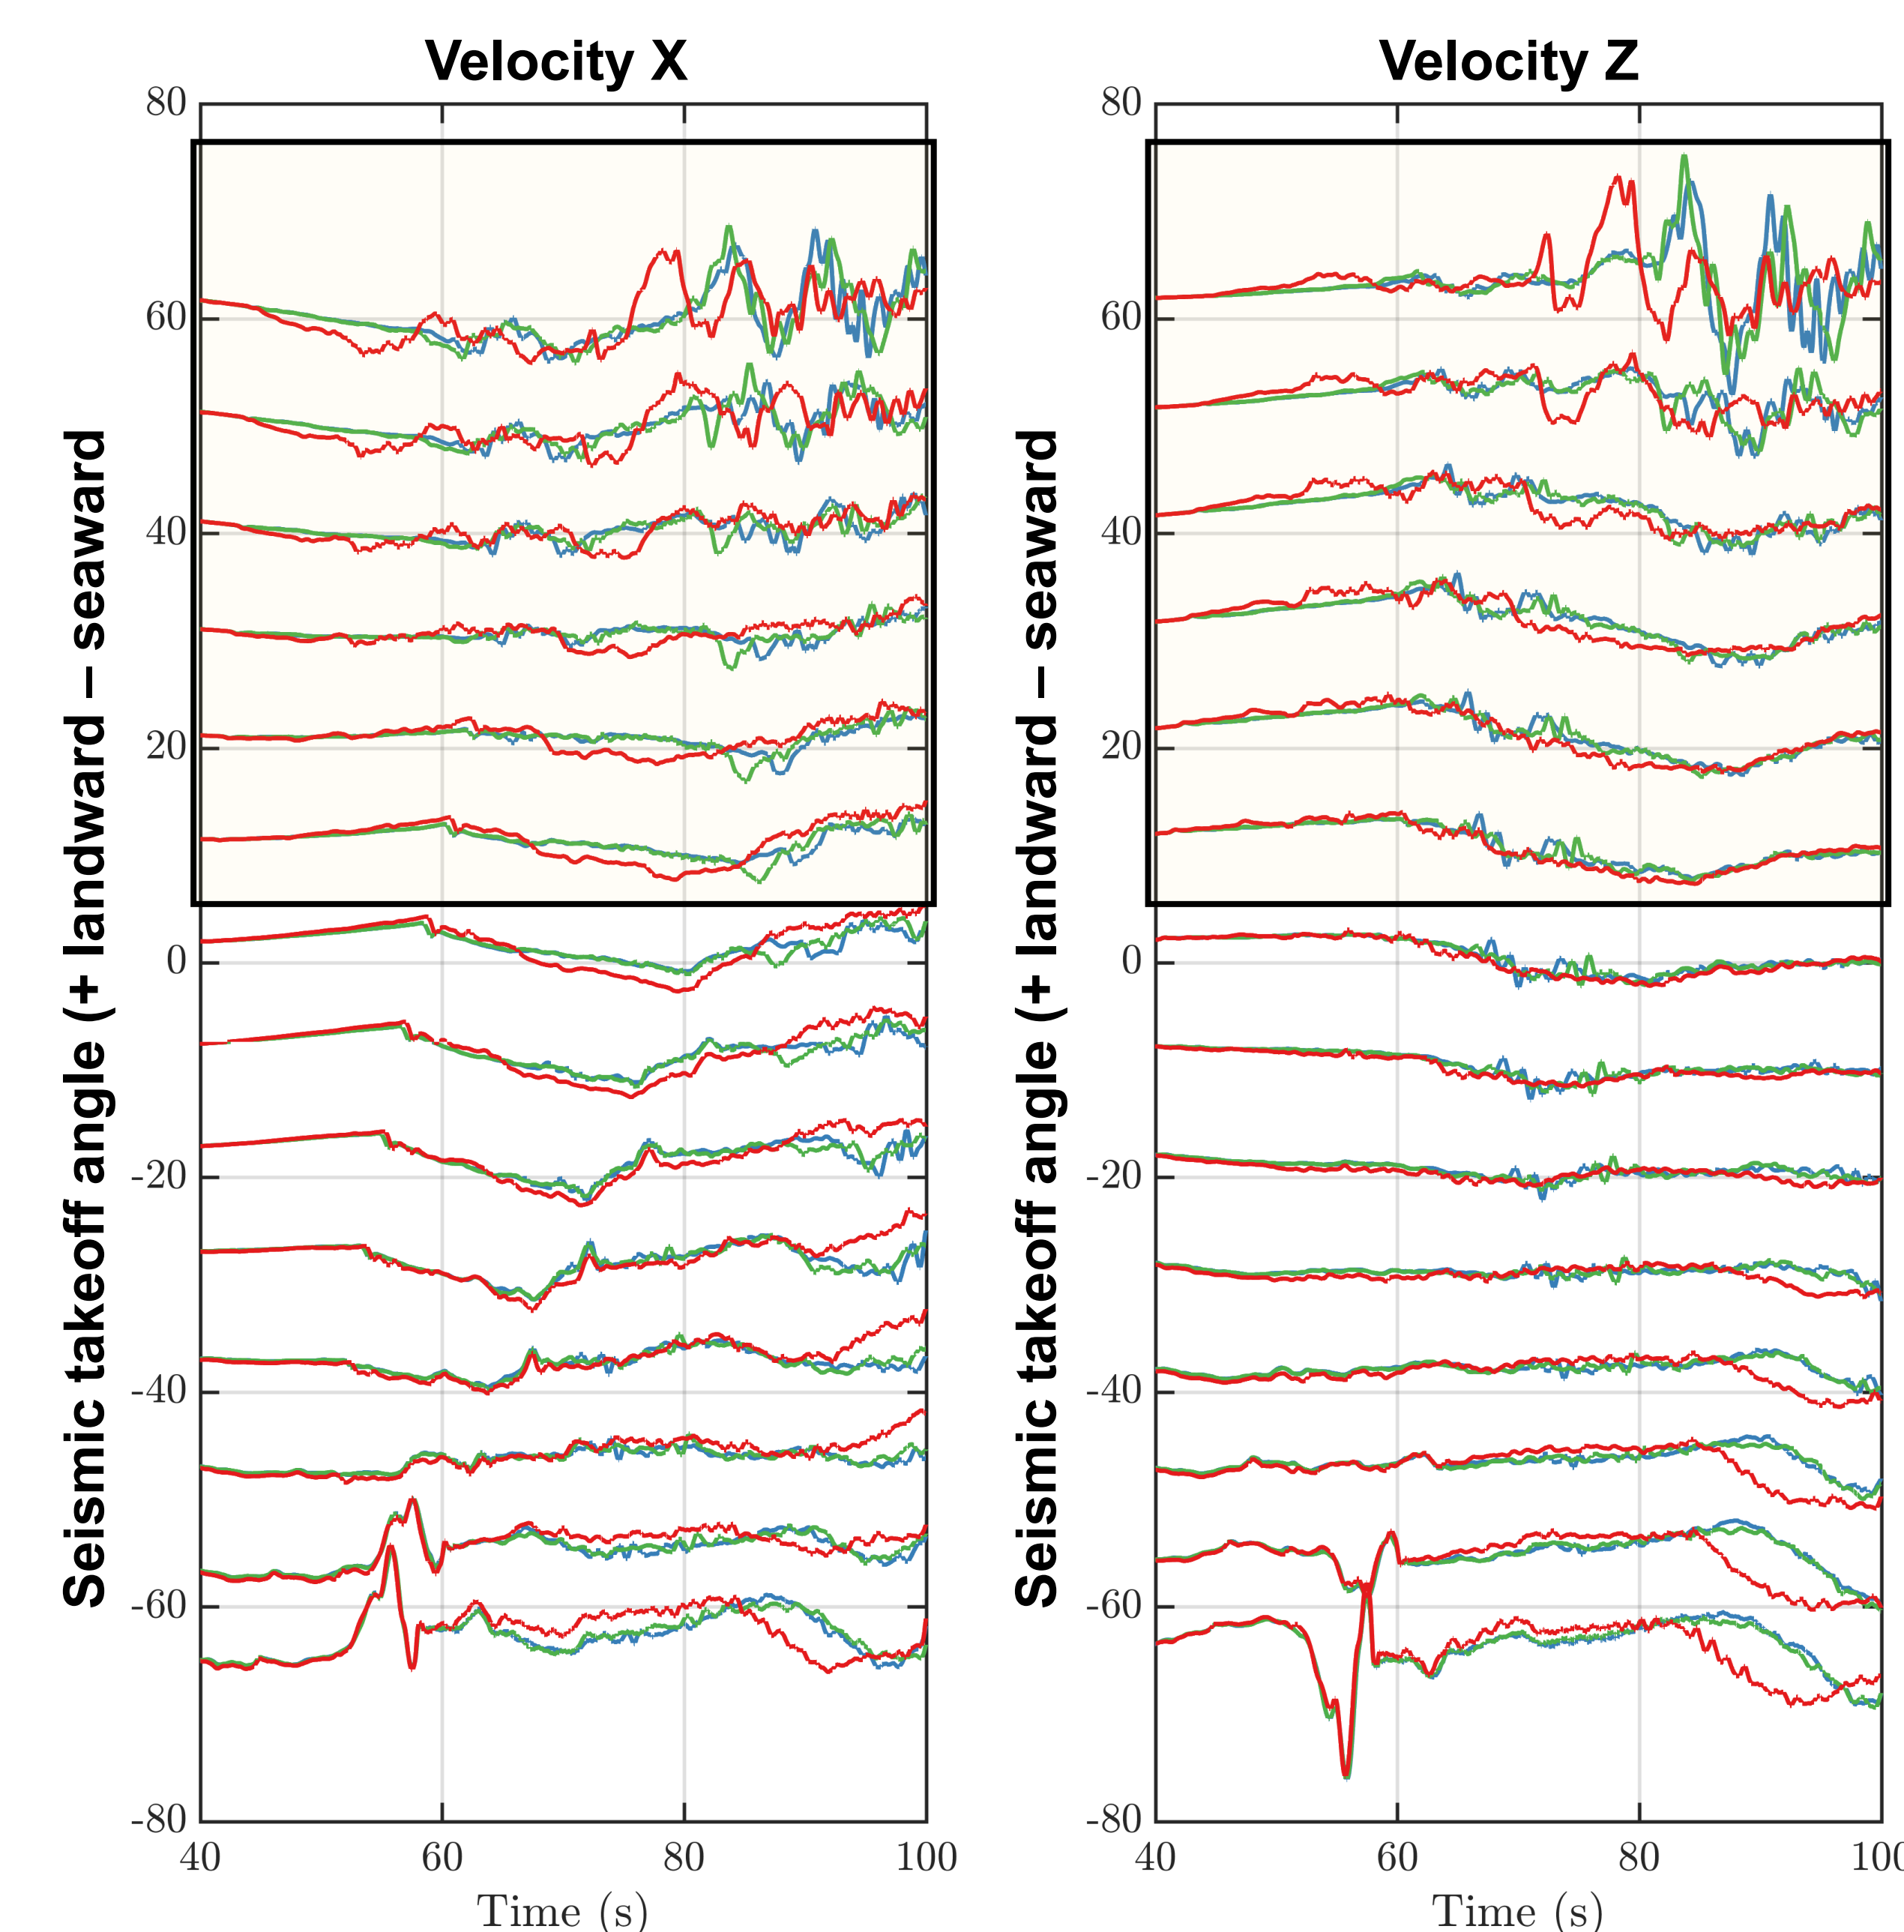 Velocity X
Seismic takeoff angle (+ landward – seaward
80
60
40
20
0
-20
-40
-60
-80
40 60 80 100
Time (s)
Velocity Z
Seismic takeoff angle (+ landward – seaward
80
60
40
20
0
-20
-40
-60
-80
40 60 80 100
Time (s)